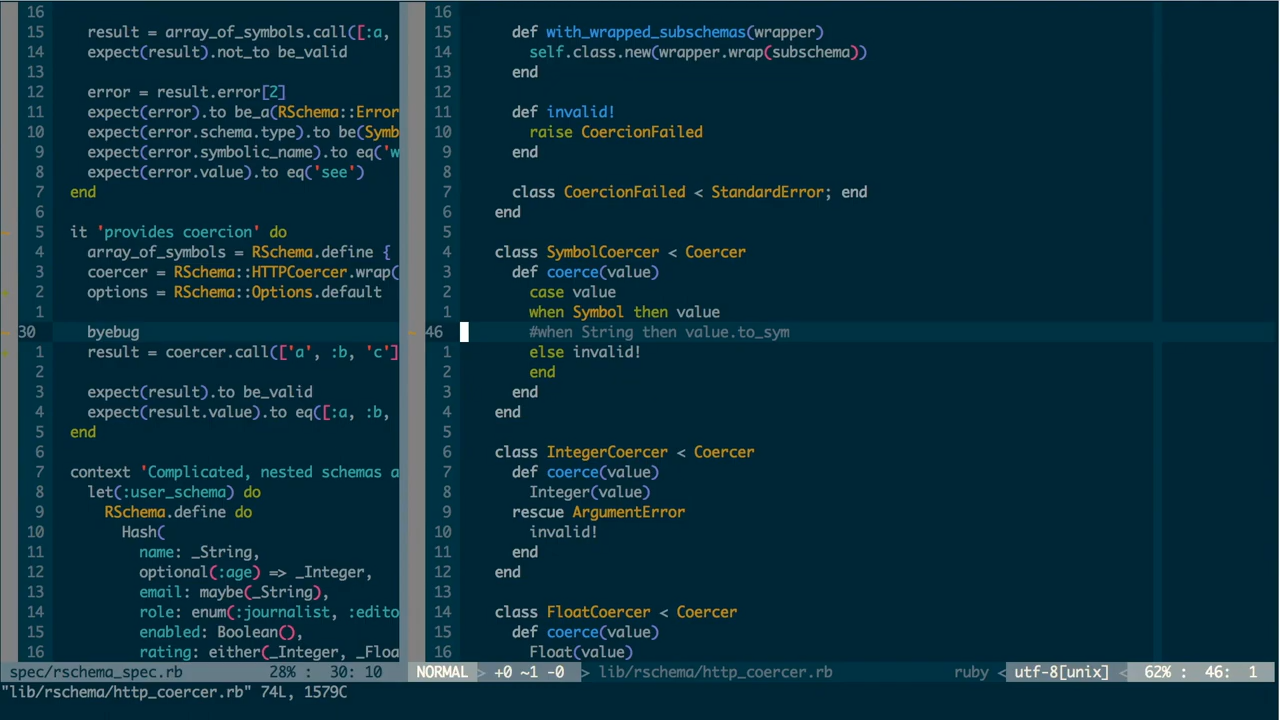 16
15 result = array_of_symbols.call([:a,
14 expect(result).not_to be_valid
13
12 error = result.error[2]
11 expect(error).to be_a(RSchema::Error
10 expect(error.schema.type).to be(Symb
9 expect(error.symbolic_name).to eq('w
8 expect(error.value).to eq('see')
7 end
6
5 it 'provides coercion' do
4 array_of_symbols = RSchema.define {
3 coercer = RSchema::HTTPCoercer.wrap(
2 options = RSchema::Options.default
1
30 byebug
1 result = coercer.call(['a', :b, 'c']
2
3 expect(result).to be_valid
4 expect(result.value).to eq([:a, :b,
5 end
6
7 context 'Complicated, nested schemas a
8 let(:user_schema) do
9 RSchema.define do
10 Hash(
11 name: _String,
12 optional(:age) => _Integer,
13 email: maybe(_String),
14 role: enum(:journalist, :edito
15 enabled: Boolean(),
16 rating: either(_Integer, _Floa
spec/rschema_spec.rb 28% : 30: 10
16
15 def with_wrapped_subschemas(wrapper)
14 self.class.new(wrapper.wrap(subschema))
13 end
12
11 def invalid!
10 raise CoercionFailed
9 end
8
7 class CoercionFailed < StandardError; end
6 end
5
4 class SymbolCoercer < Coercer
3 def coerce(value)
2 case value
1 when Symbol then value
46 #when String then value.to_sym
1 else invalid!
2 end
3 end
4 end
5
6 class IntegerCoercer < Coercer
7 def coerce(value)
8 Integer(value)
9 rescue ArgumentError
10 invalid!
11 end
12 end
13
14 class FloatCoercer < Coercer
15 def coerce(value)
16 Float(value)
NORMAL > +0 ~1 -0 > lib/rschema/http_coercer.rb ruby < utf-8[unix] < 62% : 46: 1
"lib/rschema/http_coercer.rb" 74L, 1579C